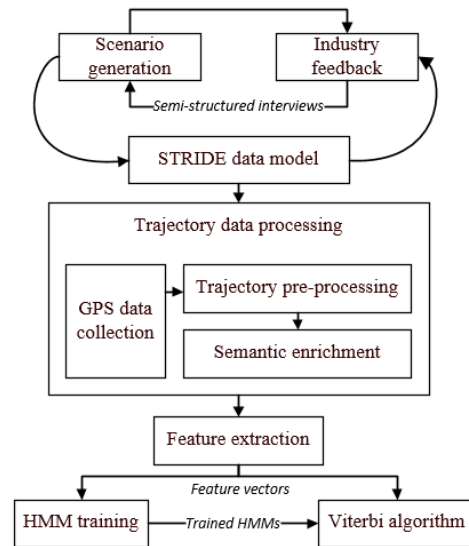 Scenario
generation
Industry
feedback
Semi-structured interviews
STRIDE data model
Trajectory data processing
GPS data
collection
Trajectory pre-processing
Semantic enrichment
Feature extraction
Feature vectors
HMM training
Trained HMMs
Viterbi algorithm